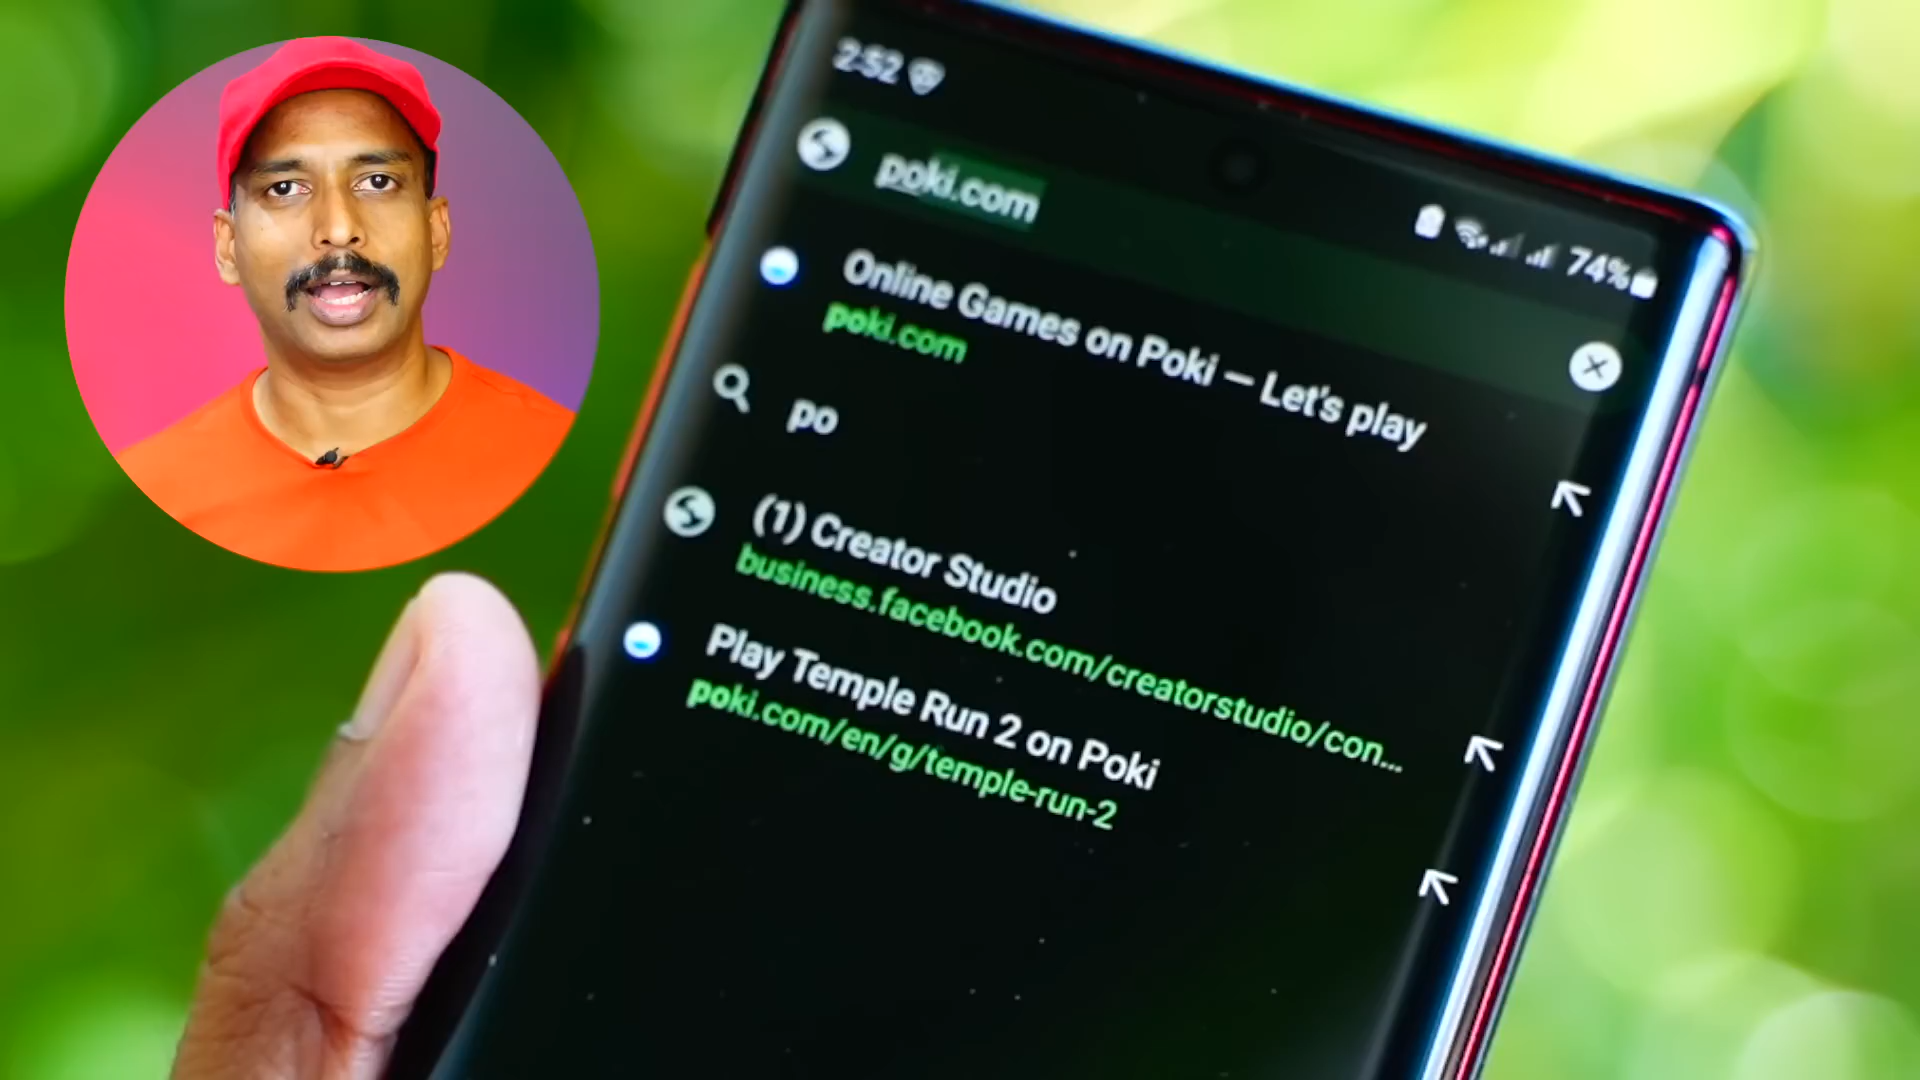 2:52
74%
poki.com
Online Games on Poki — Let's play
poki.com
po
(1) Creator Studio
business.facebook.com/creatorstudio/con...
Play Temple Run 2 on Poki
poki.com/en/g/temple-run-2